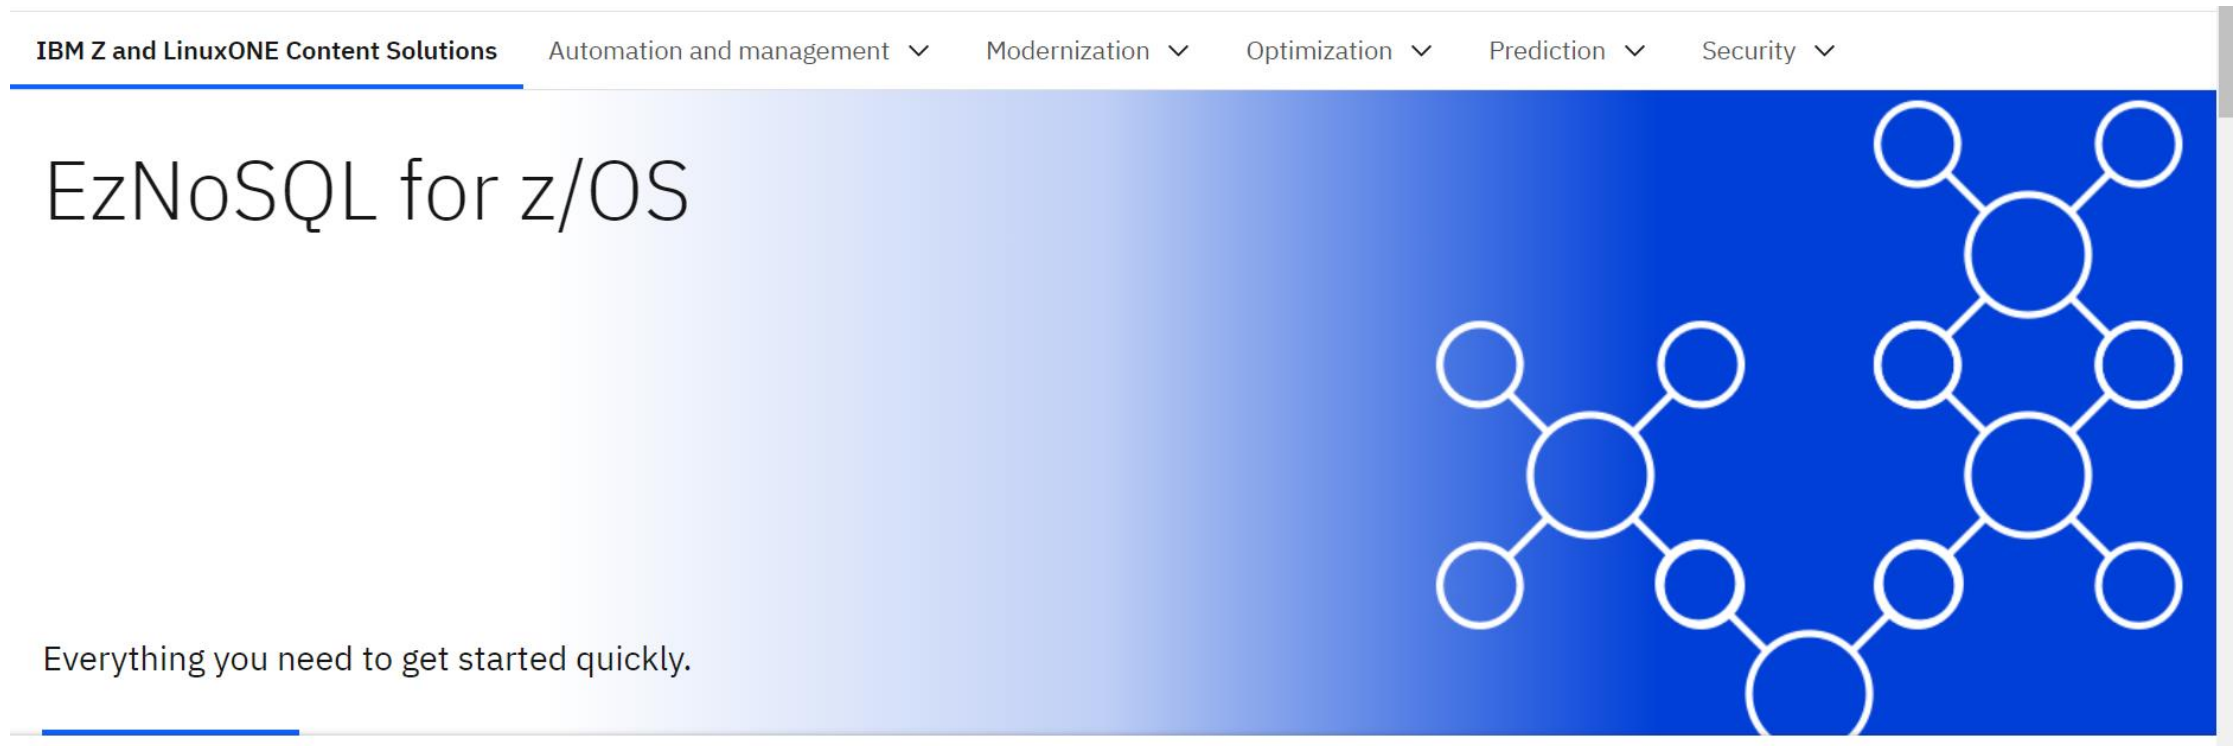 IBM Z and LinuxONE Content Solutions Automation and management Modernization Optimization Prediction Security
EzNoSQL for z/OS
Everything you need to get started quickly.